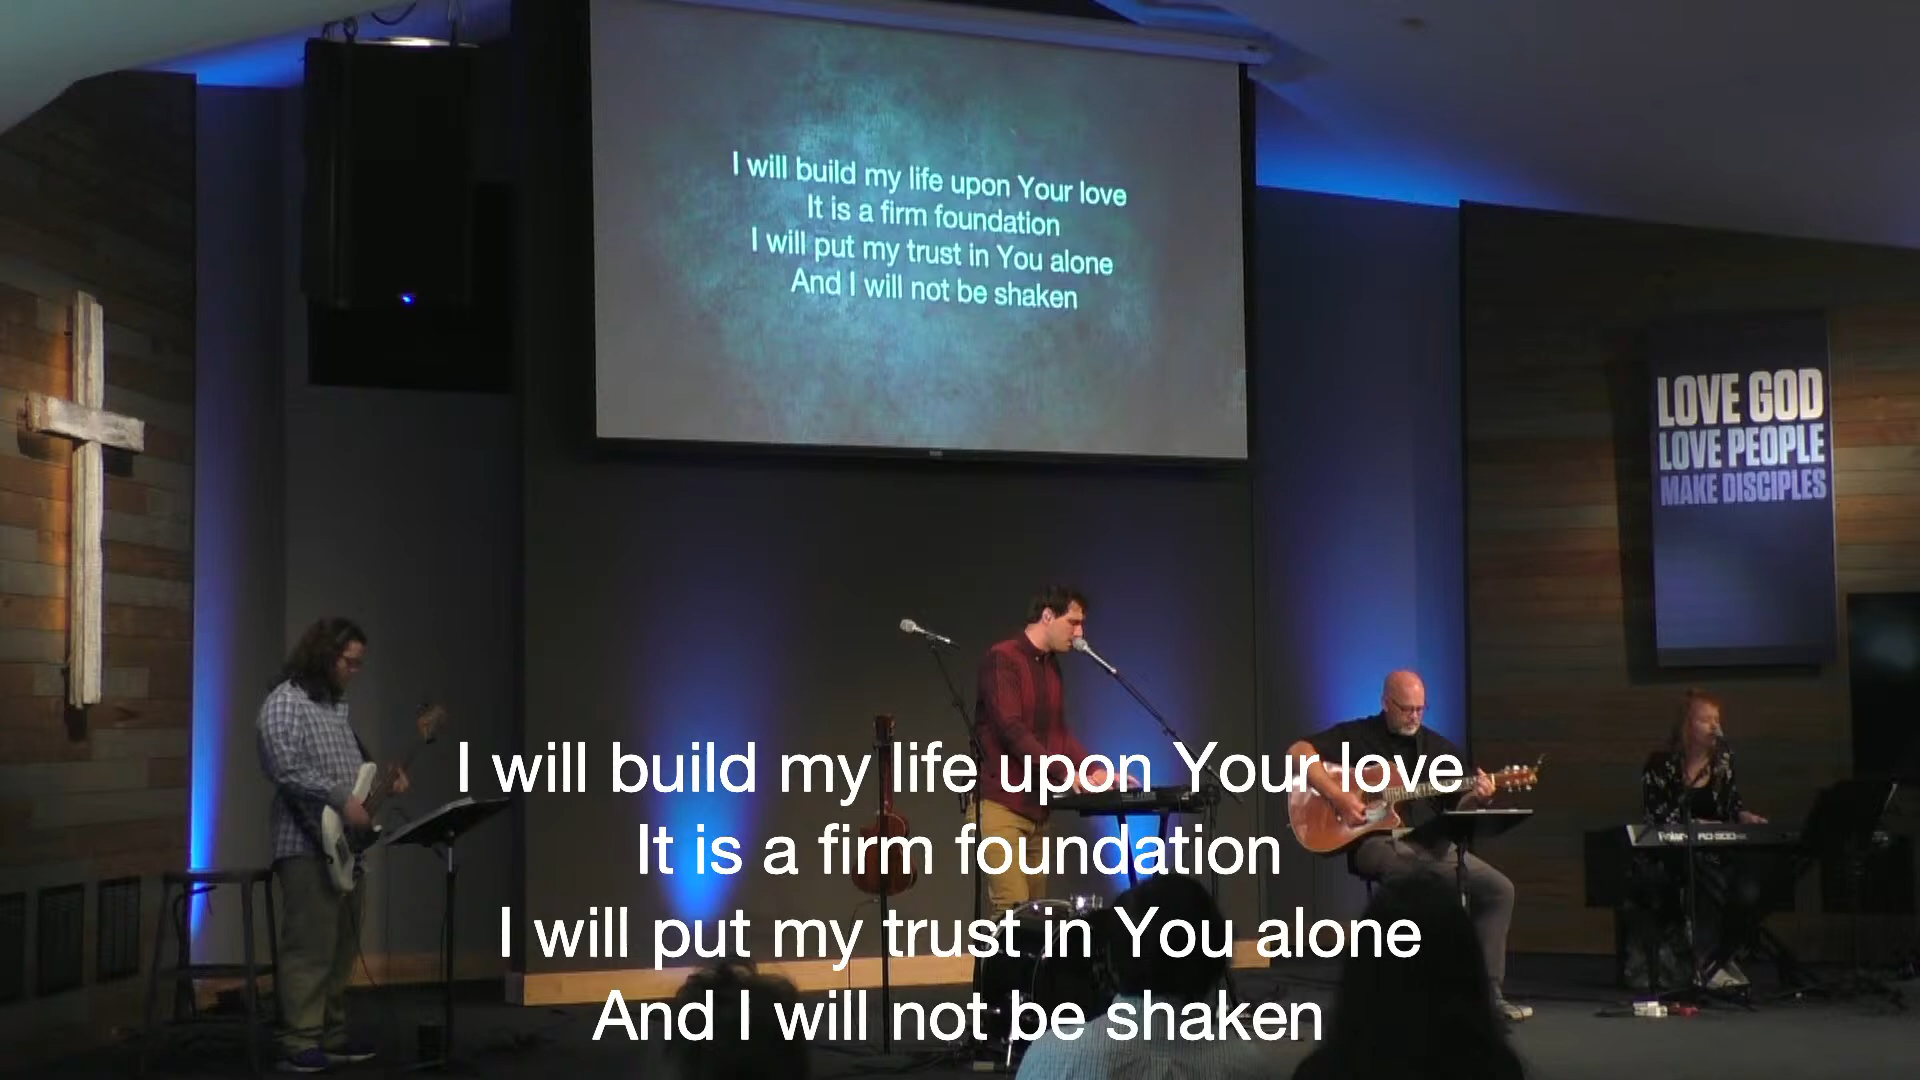 I will build my life upon Your love
It is a firm foundation
I will put my trust in You alone
And I will not be shaken
LOVE GOD
LOVE PEOPLE
MAKE DISCIPLES
I will build my life upon Your love
It is a firm foundation
I will put my trust in You alone
And I will not be shaken
Roland